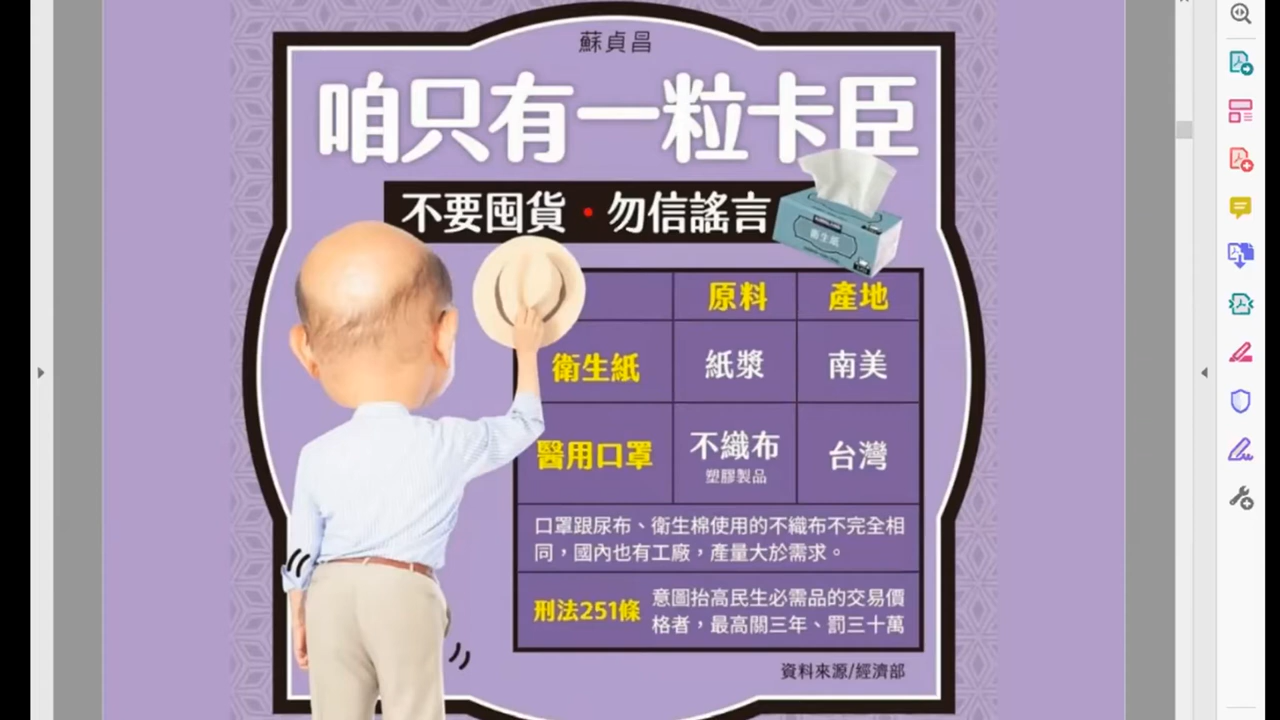 蘇貞昌
咱只有一粒卡臣
不要囤貨・勿信謠言
衛生紙
原料 產地
衛生紙 紙漿 南美
醫用口罩 不織布 台灣
塑膠製品
口罩跟尿布、衛生棉使用的不織布不完全相
同，國內也有工廠，產量大於需求。
刑法251條 意圖抬高民生必需品的交易價
格者，最高關三年、罰三十萬
資料來源/經濟部